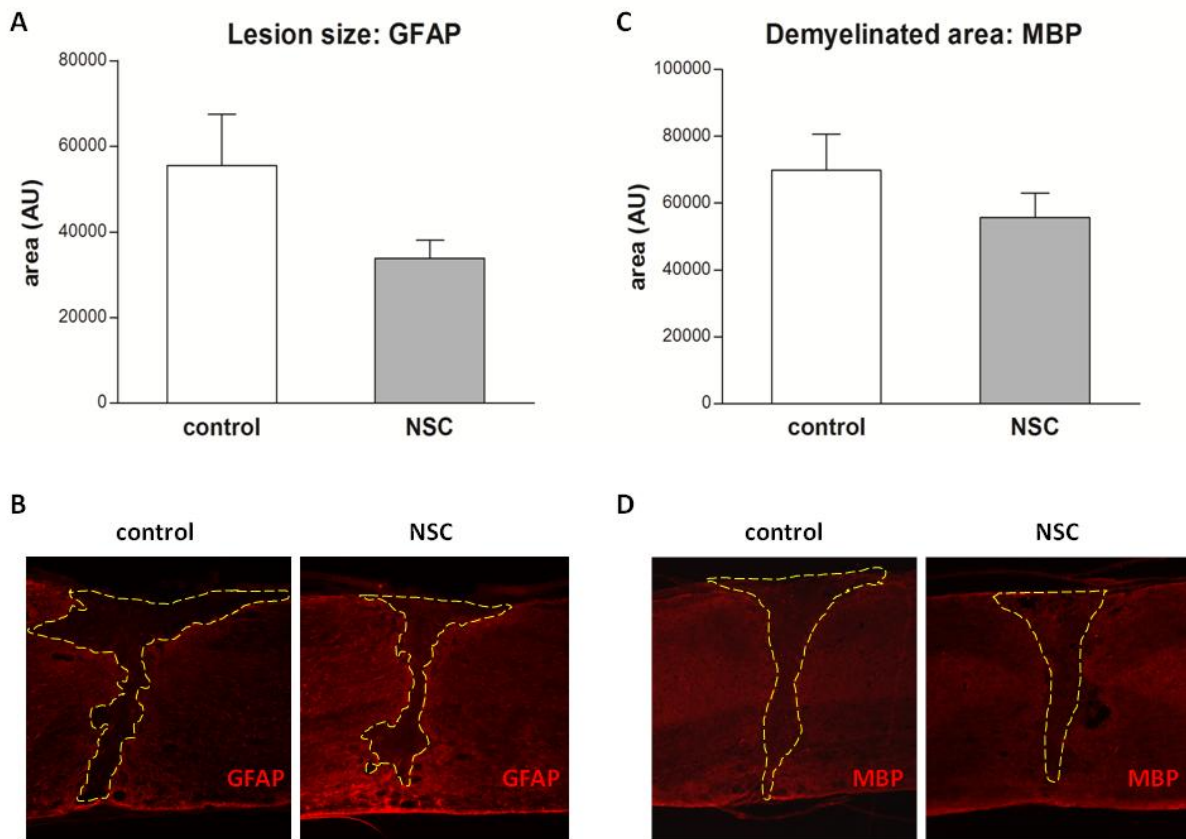 A
Lesion size: GFAP
area (AU)
80000
60000
40000
20000
0
control
NSC
C
Demyelinated area: MBP
area (AU)
100000
80000
60000
40000
20000
0
control
NSC
B
control
NSC
GFAP
GFAP
D
control
NSC
MBP
MBP